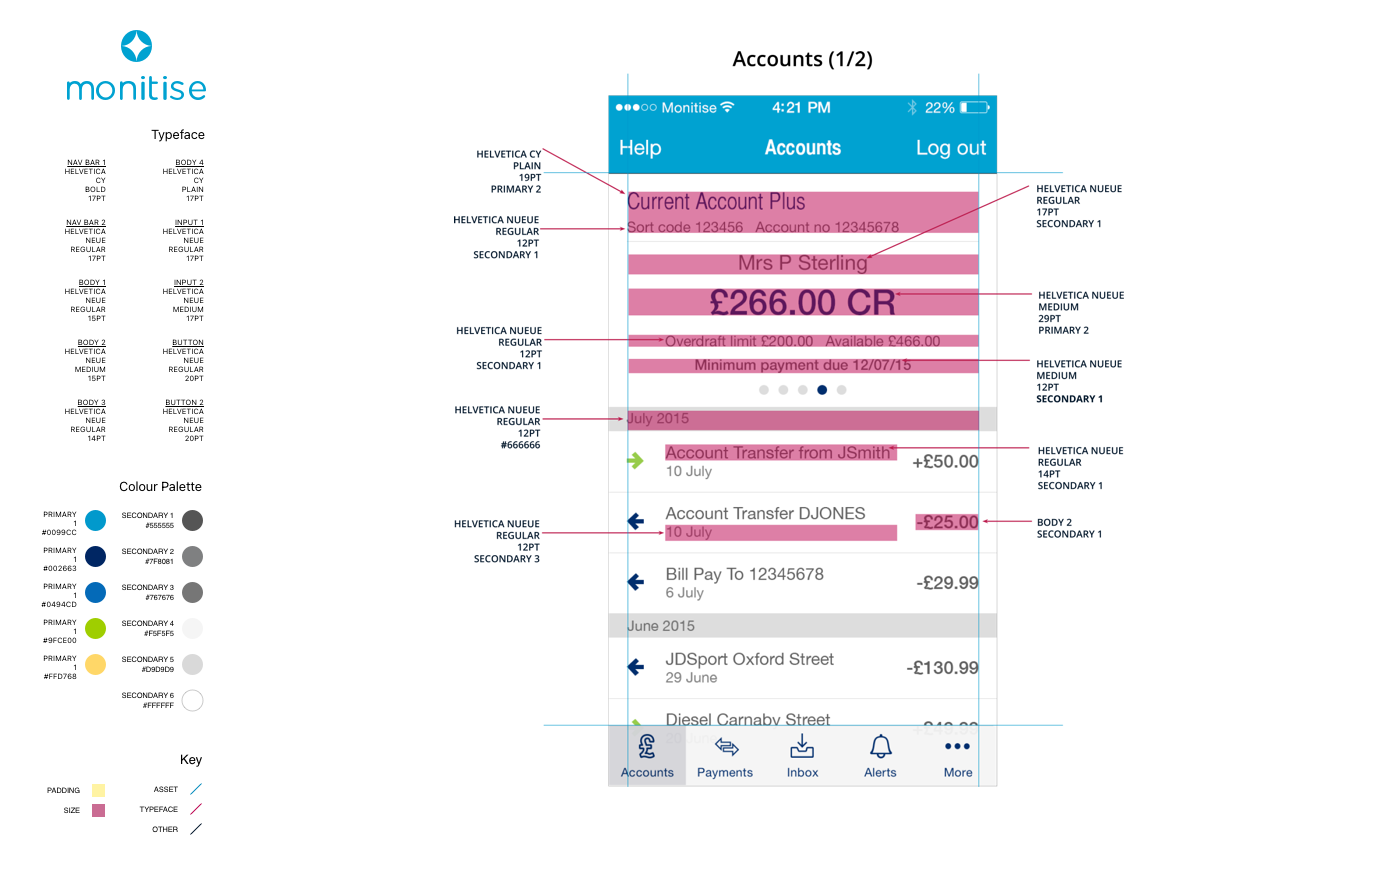 monitise
Typeface
NAV BAR 1
HELVETICA
CY
BOLD
17PT
BODY 4
HELVETICA
CY
PLAIN
17PT
NAV BAR 2
HELVETICA
NEUE
REGULAR
17PT
INPUT 1
HELVETICA
NEUE
REGULAR
17PT
BODY 1
HELVETICA
NEUE
REGULAR
15PT
INPUT 2
HELVETICA
NEUE
MEDIUM
17PT
BODY 2
HELVETICA
NEUE
MEDIUM
15PT
BUTTON
HELVETICA
NEUE
REGULAR
20PT
BODY 3
HELVETICA
NEUE
REGULAR
14PT
BUTTON 2
HELVETICA
NEUE
REGULAR
20PT
Colour Palette
PRIMARY
1
#0099CC
SECONDARY 1
#555555
PRIMARY
1
#002663
SECONDARY 2
#7F8081
PRIMARY
1
#0494CD
SECONDARY 3
#767676
PRIMARY
1
#9FCE00
SECONDARY 4
#F5F5F5
PRIMARY
1
#FFD768
SECONDARY 5
#D9D9D9
SECONDARY 6
#FFFFFF
Key
PADDING
ASSET
SIZE
TYPEFACE
OTHER
Accounts (1/2)
Monitise 4:21 PM 22%
Help Accounts Log out
Current Account Plus
Sort code 123456 Account no 12345678
Mrs P Sterling
£266.00 CR
Overdraft limit £200.00 Available £466.00
Minimum payment due 12/07/15
July 2015
Account Transfer from JSmith
10 July
+£50.00
Account Transfer DJONES
10 July
-£25.00
Bill Pay To 12345678
6 July
-£29.99
June 2015
JDSport Oxford Street
29 June
-£130.99
Diesel Carnaby Street
+£49.99
Accounts Payments Inbox Alerts More
HELVETICA CY
PLAIN
19PT
PRIMARY 2
HELVETICA NUEUE
REGULAR
12PT
SECONDARY 1
HELVETICA NUEUE
REGULAR
12PT
SECONDARY 1
HELVETICA NUEUE
REGULAR
12PT
#666666
HELVETICA NUEUE
REGULAR
12PT
SECONDARY 3
HELVETICA NUEUE
REGULAR
17PT
SECONDARY 1
HELVETICA NUEUE
MEDIUM
29PT
PRIMARY 2
HELVETICA NUEUE
MEDIUM
12PT
SECONDARY 1
HELVETICA NUEUE
REGULAR
14PT
SECONDARY 1
BODY 2
SECONDARY 1